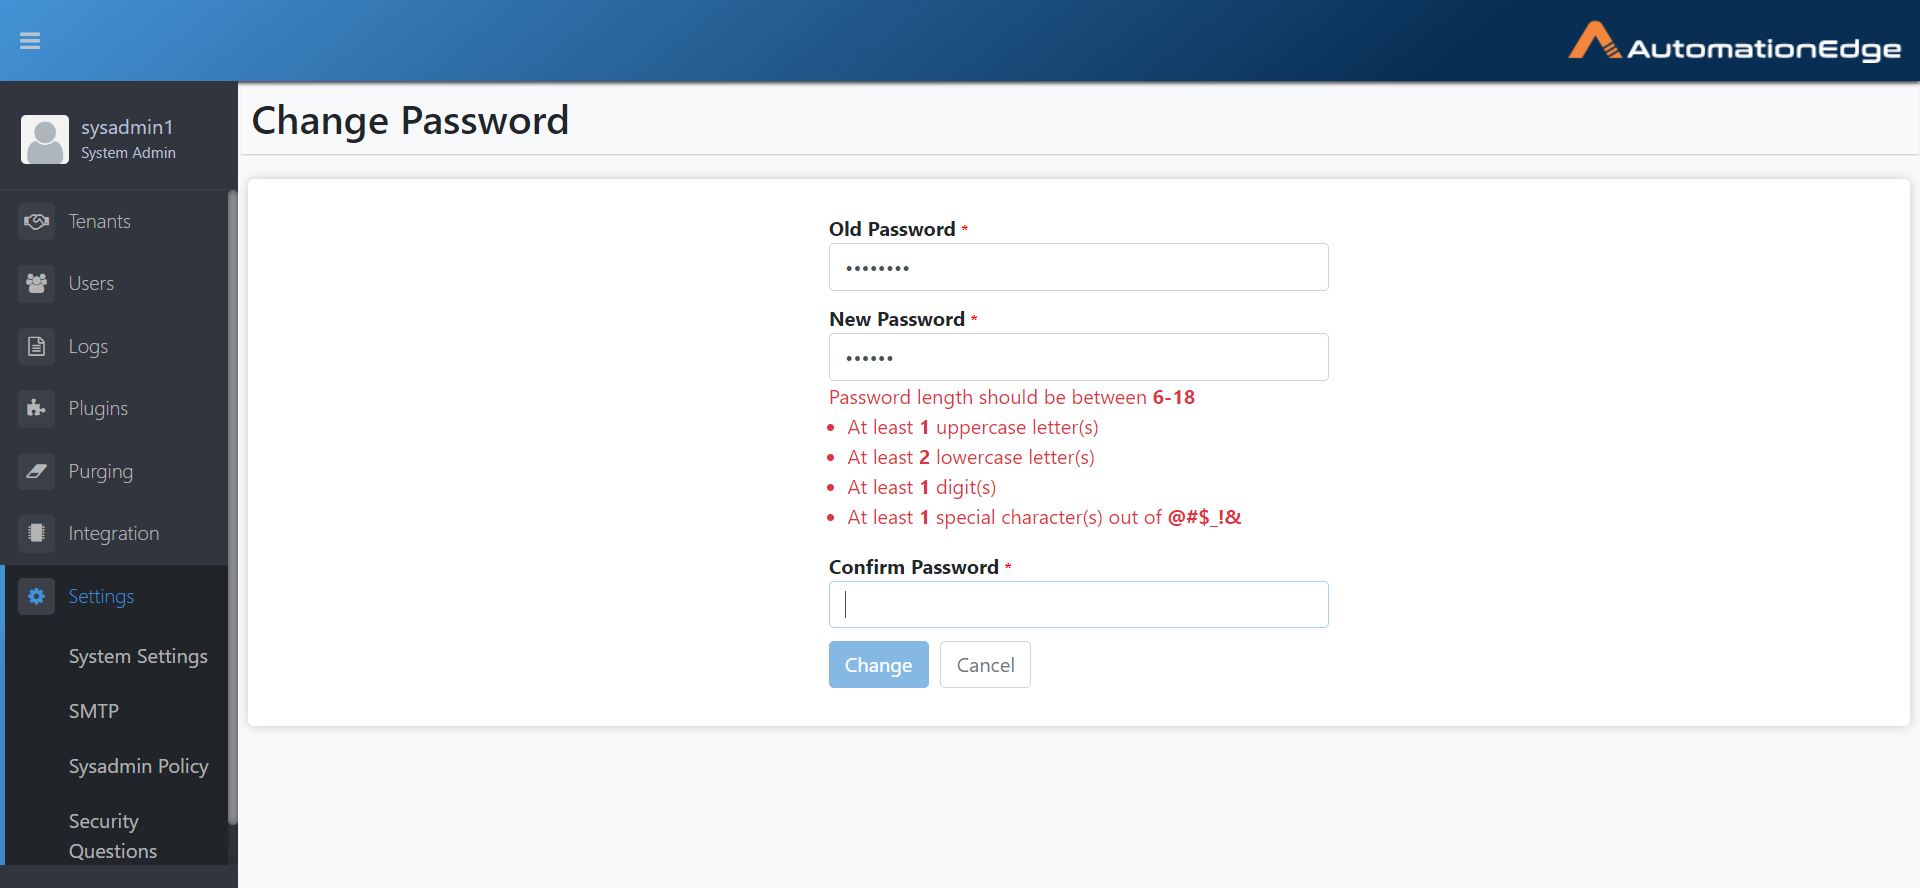 AutomationEdge
sysadmin1
System Admin
Tenants
Users
Logs
Plugins
Purging
Integration
Settings
System Settings
SMTP
Sysadmin Policy
Security
Questions
Change Password
Old Password *
••••••••
New Password *
••••••
Password length should be between 6-18
• At least 1 uppercase letter(s)
• At least 2 lowercase letter(s)
• At least 1 digit(s)
• At least 1 special character(s) out of @#$_!&
Confirm Password *
Change
Cancel